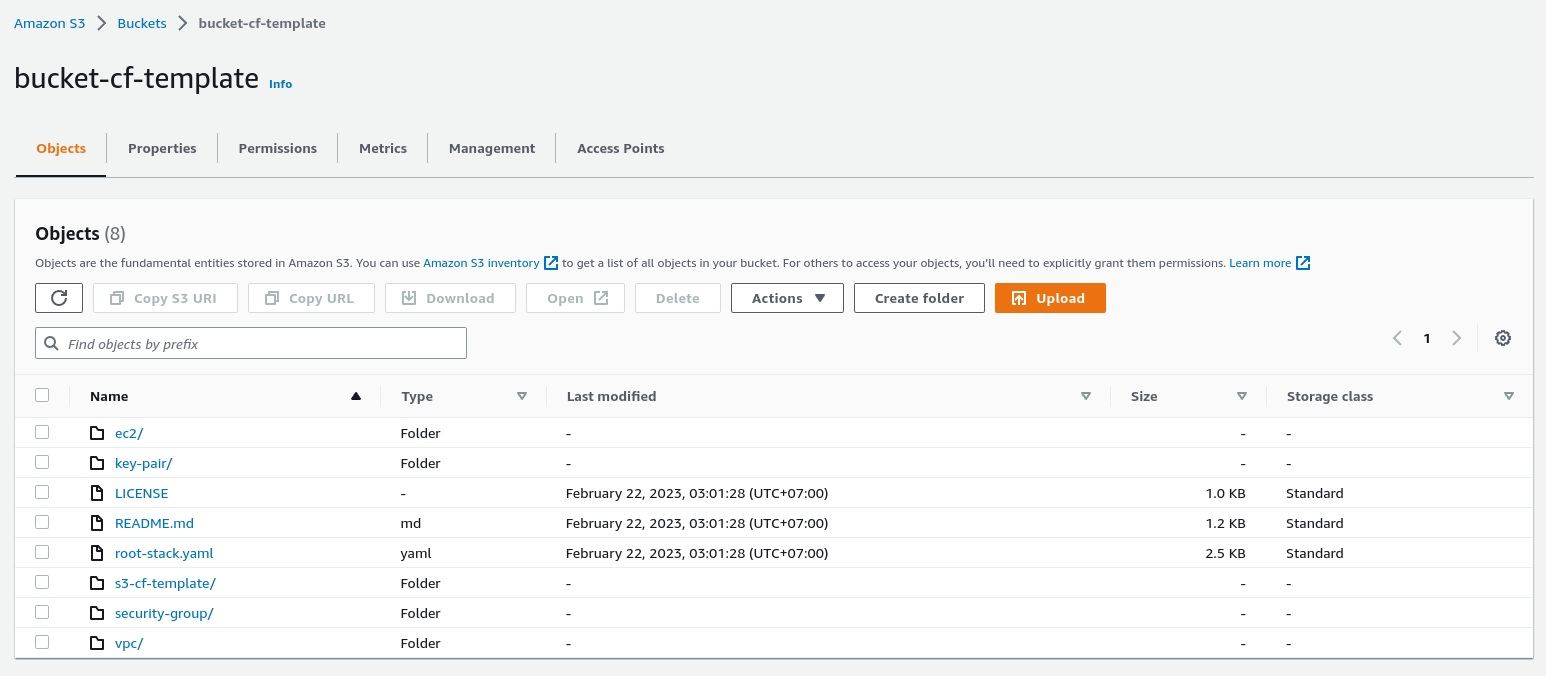 Amazon S3 > Buckets > bucket-cf-template
bucket-cf-template Info
Objects Properties Permissions Metrics Management Access Points
Objects (8)
Objects are the fundamental entities stored in Amazon S3. You can use Amazon S3 inventory to get a list of all objects in your bucket. For others to access your objects, you'll need to explicitly grant them permissions. Learn more
Copy S3 URI Copy URL Download Open Delete Actions Create folder Upload
Find objects by prefix 1
Name Type Last modified Size Storage class
ec2/ Folder - - -
key-pair/ Folder - - -
LICENSE - February 22, 2023, 03:01:28 (UTC+07:00) 1.0 KB Standard
README.md md February 22, 2023, 03:01:28 (UTC+07:00) 1.2 KB Standard
root-stack.yaml yaml February 22, 2023, 03:01:28 (UTC+07:00) 2.5 KB Standard
s3-cf-template/ Folder - - -
security-group/ Folder - - -
vpc/ Folder - - -